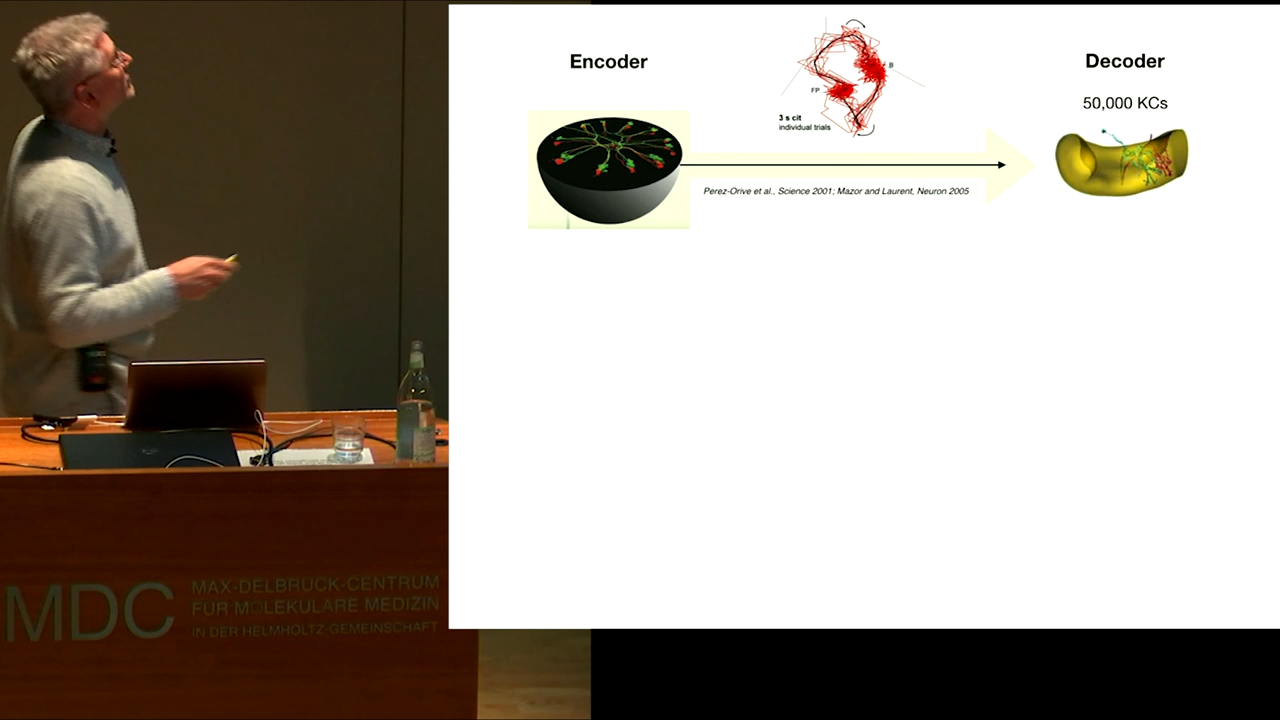 Encoder
B
FP
3 s cit
individual trials
Perez-Orive et al., Science 2001; Mazor and Laurent, Neuron 2005
Decoder
50,000 KCs
MDC
MAX-DELBRÜCK-CENTRUM
FÜR MOLEKULARE MEDIZIN
IN DER HELMHOLTZ-GEMEINSCHAFT